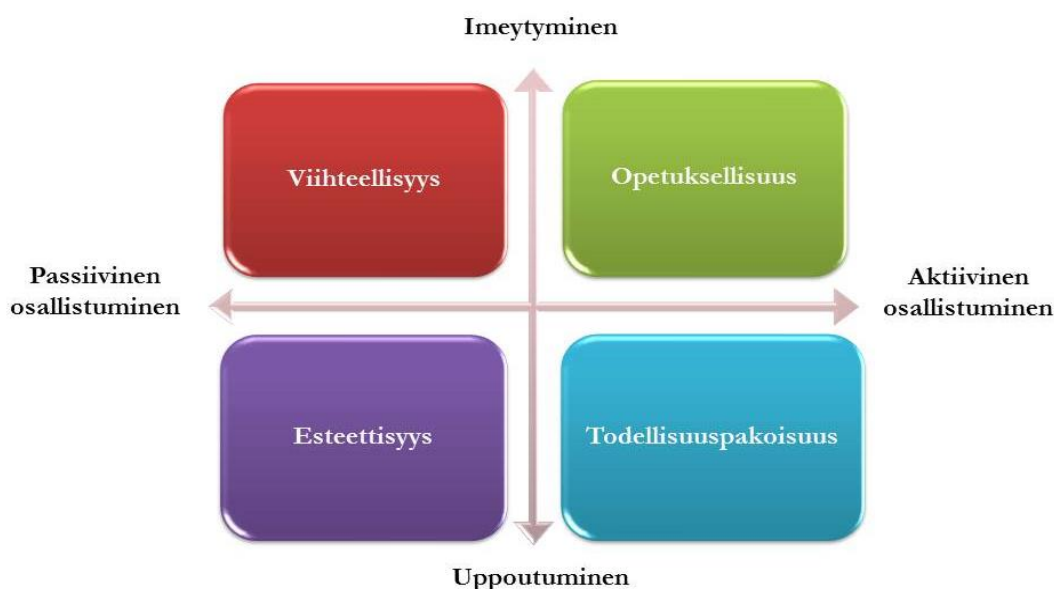 Imeytyminen
Viihteellisyys
Opetuksellisuus
Passiivinen
osallistuminen
Aktiivinen
osallistuminen
Esteettisyys
Todellisuuspakoisuus
Uppoutuminen